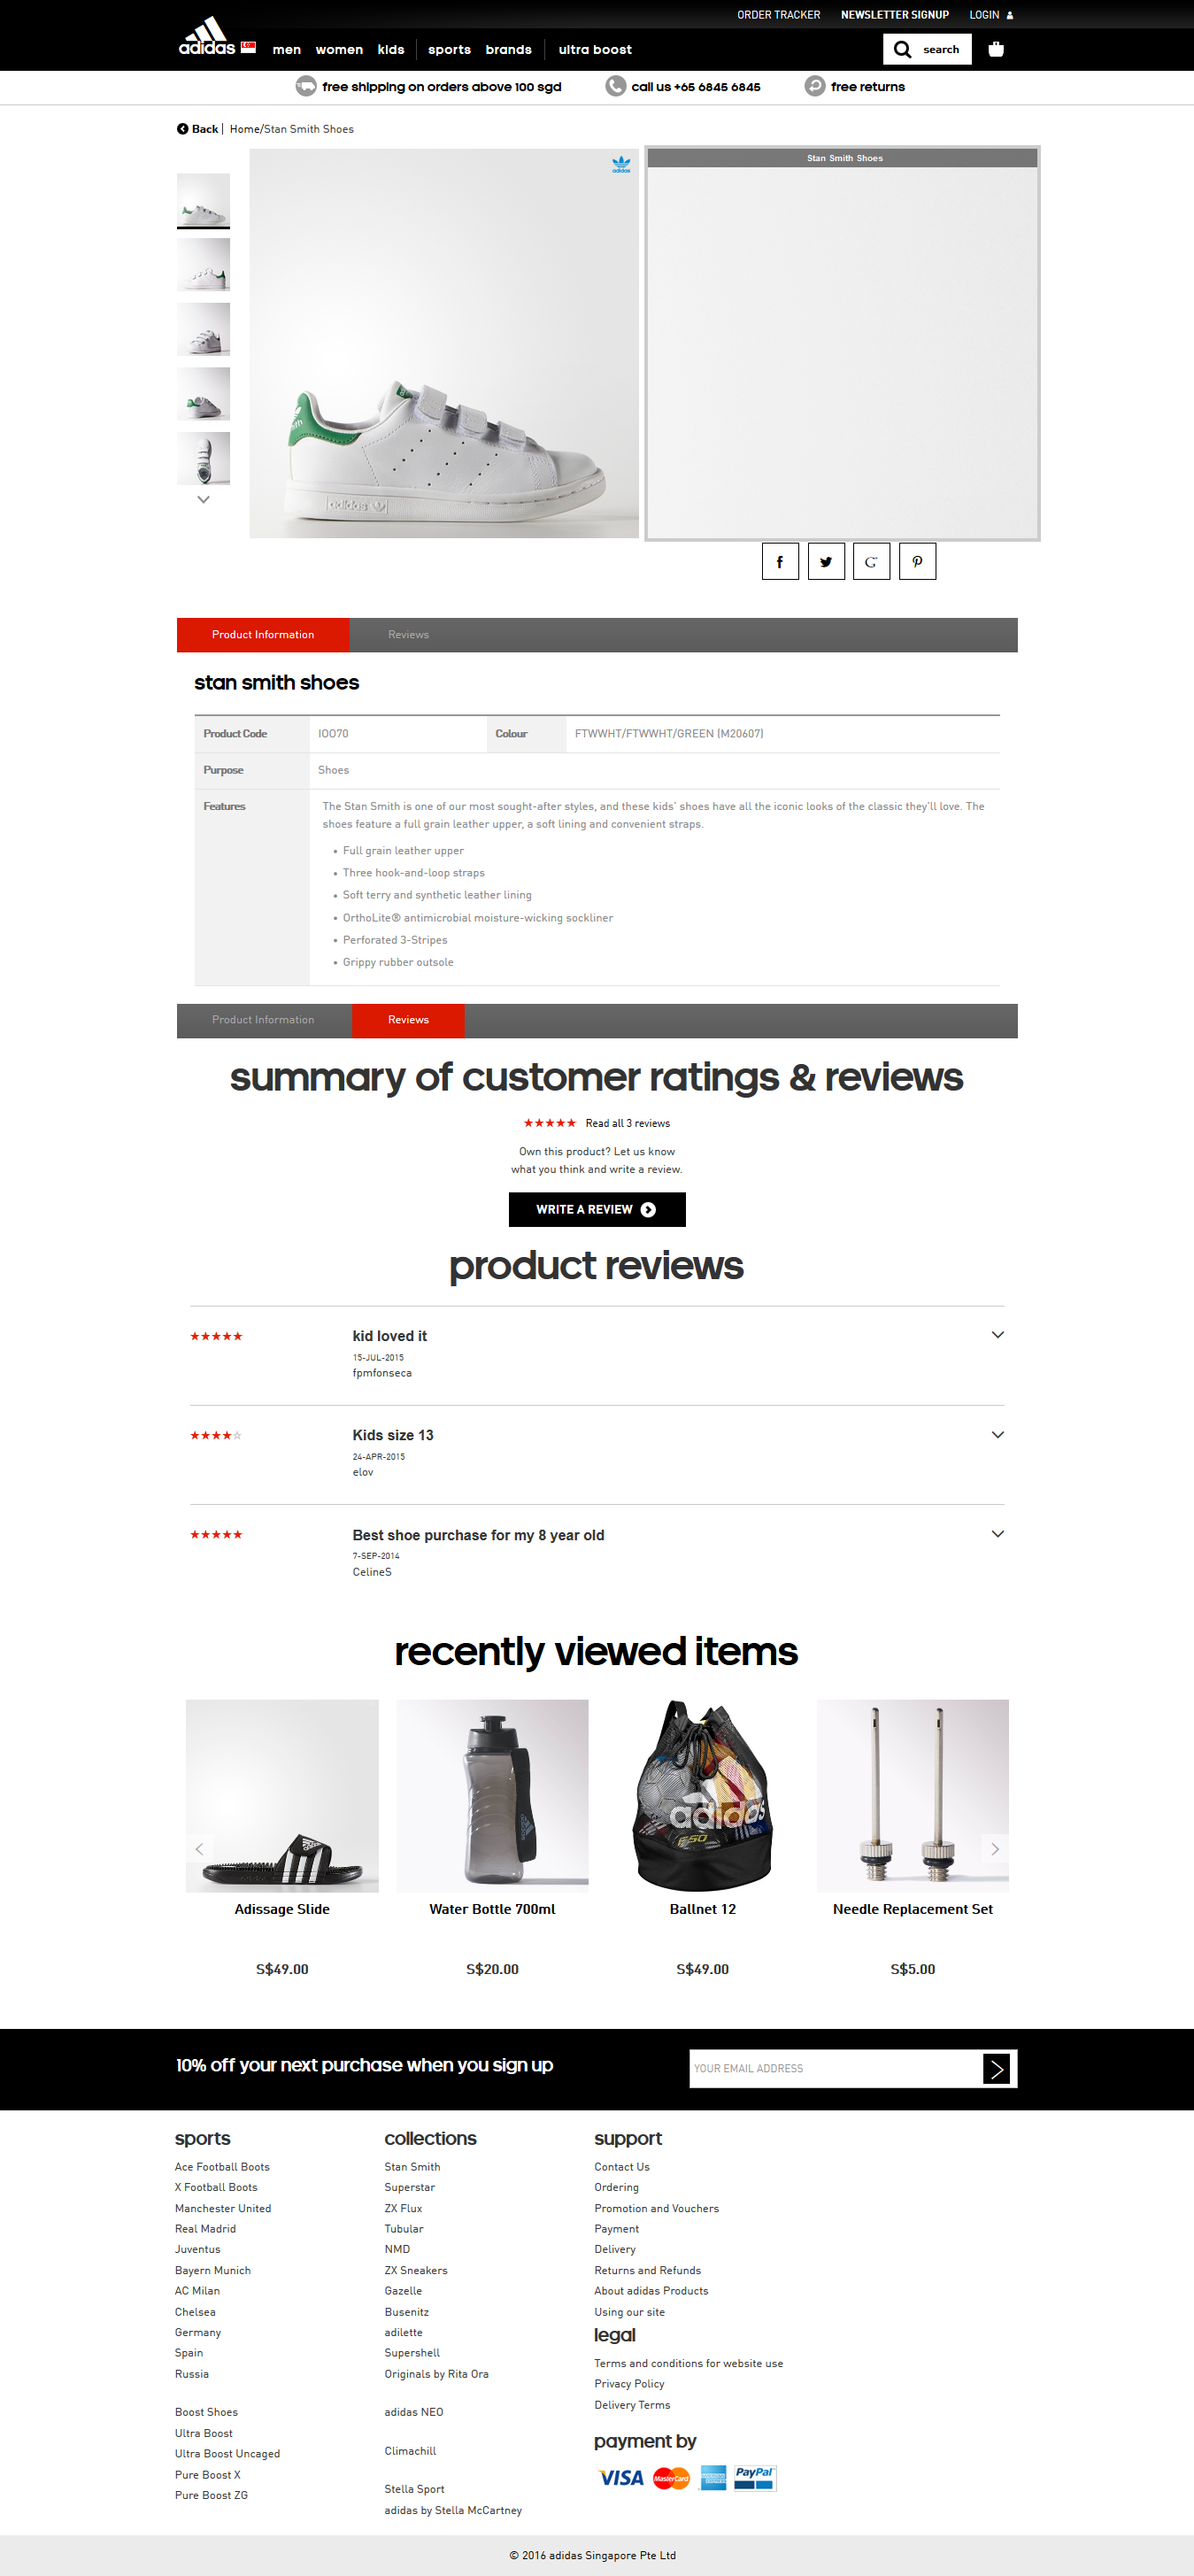 ORDER TRACKER NEWSLETTER SIGNUP LOGIN
adidas men women kids sports brands ultra boost search
free shipping on orders above 100 sgd call us +65 6845 6845 free returns
Back | Home/Stan Smith Shoes
adidas
Stan Smith Shoes
adidas
Product Information Reviews
stan smith shoes
Product Code IOO70 Colour FTWWHT/FTWWHT/GREEN (M20607)
Purpose Shoes
Features The Stan Smith is one of our most sought-after styles, and these kids' shoes have all the iconic looks of the classic they'll love. The
shoes feature a full grain leather upper, a soft lining and convenient straps.
• Full grain leather upper
• Three hook-and-loop straps
• Soft terry and synthetic leather lining
• OrthoLite® antimicrobial moisture-wicking sockliner
• Perforated 3-Stripes
• Grippy rubber outsole
Product Information Reviews
summary of customer ratings & reviews
★★★★★ Read all 3 reviews
Own this product? Let us know
what you think and write a review.
WRITE A REVIEW
product reviews
★★★★★ kid loved it
15-JUL-2015
fpmfonseca
★★★★☆ Kids size 13
24-APR-2015
elov
★★★★★ Best shoe purchase for my 8 year old
7-SEP-2014
CelineS
recently viewed items
adidas
F50
Adissage Slide Water Bottle 700ml Ballnet 12 Needle Replacement Set
S$49.00 S$20.00 S$49.00 S$5.00
10% off your next purchase when you sign up YOUR EMAIL ADDRESS
sports
Ace Football Boots
X Football Boots
Manchester United
Real Madrid
Juventus
Bayern Munich
AC Milan
Chelsea
Germany
Spain
Russia
Boost Shoes
Ultra Boost
Ultra Boost Uncaged
Pure Boost X
Pure Boost ZG
collections
Stan Smith
Superstar
ZX Flux
Tubular
NMD
ZX Sneakers
Gazelle
Busenitz
adilette
Supershell
Originals by Rita Ora
adidas NEO
Climachill
Stella Sport
adidas by Stella McCartney
support
Contact Us
Ordering
Promotion and Vouchers
Payment
Delivery
Returns and Refunds
About adidas Products
Using our site
legal
Terms and conditions for website use
Privacy Policy
Delivery Terms
payment by
VISA MasterCard AMERICAN EXPRESS PayPal
© 2016 adidas Singapore Pte Ltd